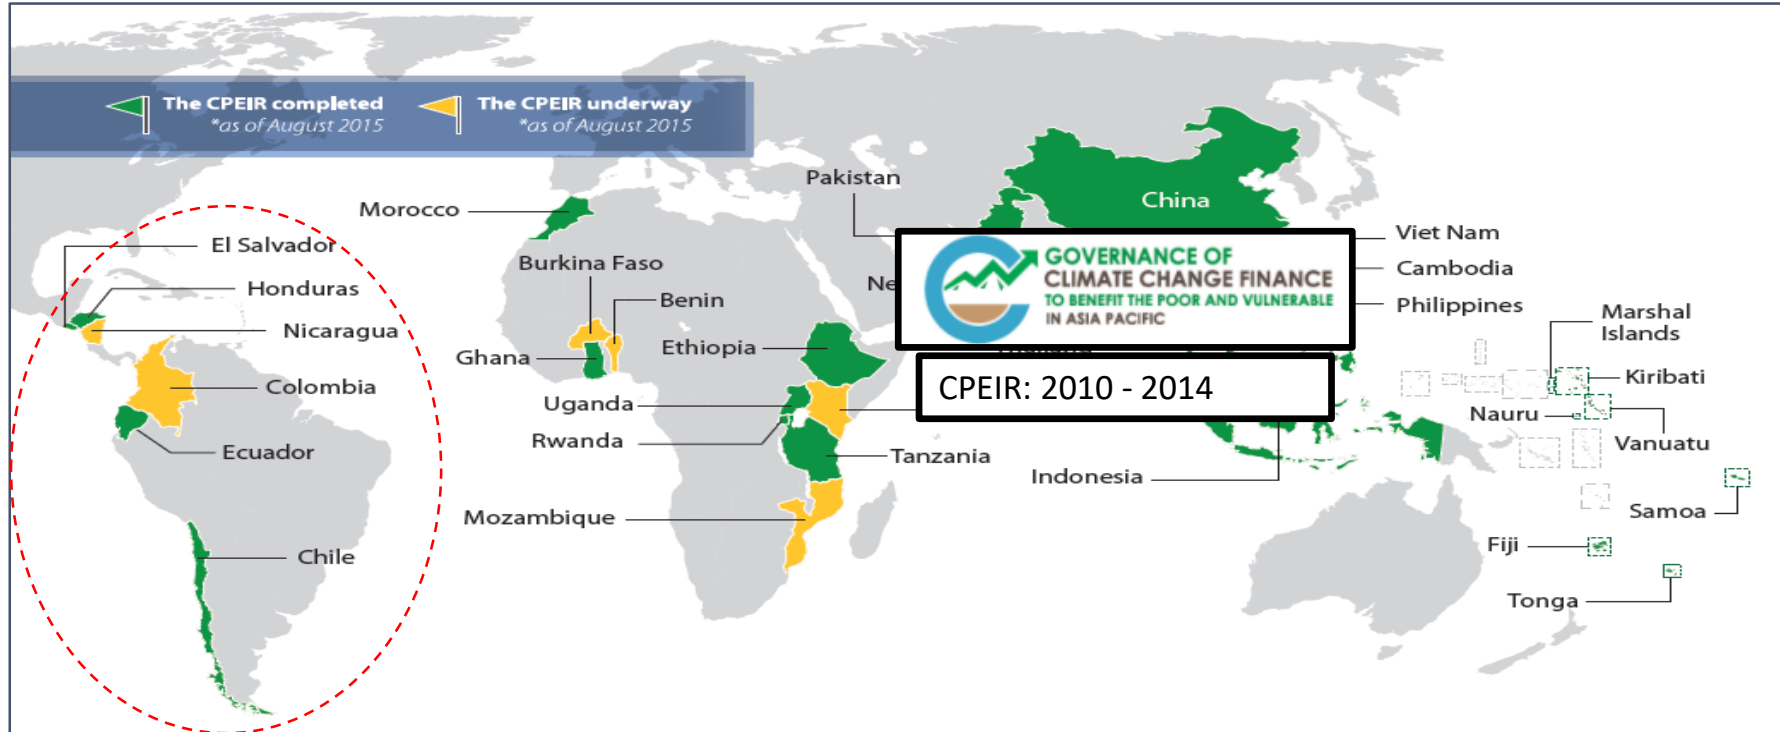 The CPEIR completed
*as of August 2015
The CPEIR underway
*as of August 2015
Pakistan
China
Morocco
El Salvador
Viet Nam
Burkina Faso
Cambodia
Honduras
Ne
Benin
Philippines
Nicaragua
GOVERNANCE OF
CLIMATE CHANGE FINANCE
TO BENEFIT THE POOR AND VULNERABLE
IN ASIA PACIFIC
Marshal
Islands
Ghana
Ethiopia
Kiribati
Colombia
CPEIR: 2010 - 2014
Uganda
Nauru
Rwanda
Vanuatu
Ecuador
Tanzania
Indonesia
Mozambique
Samoa
Chile
Fiji
Tonga